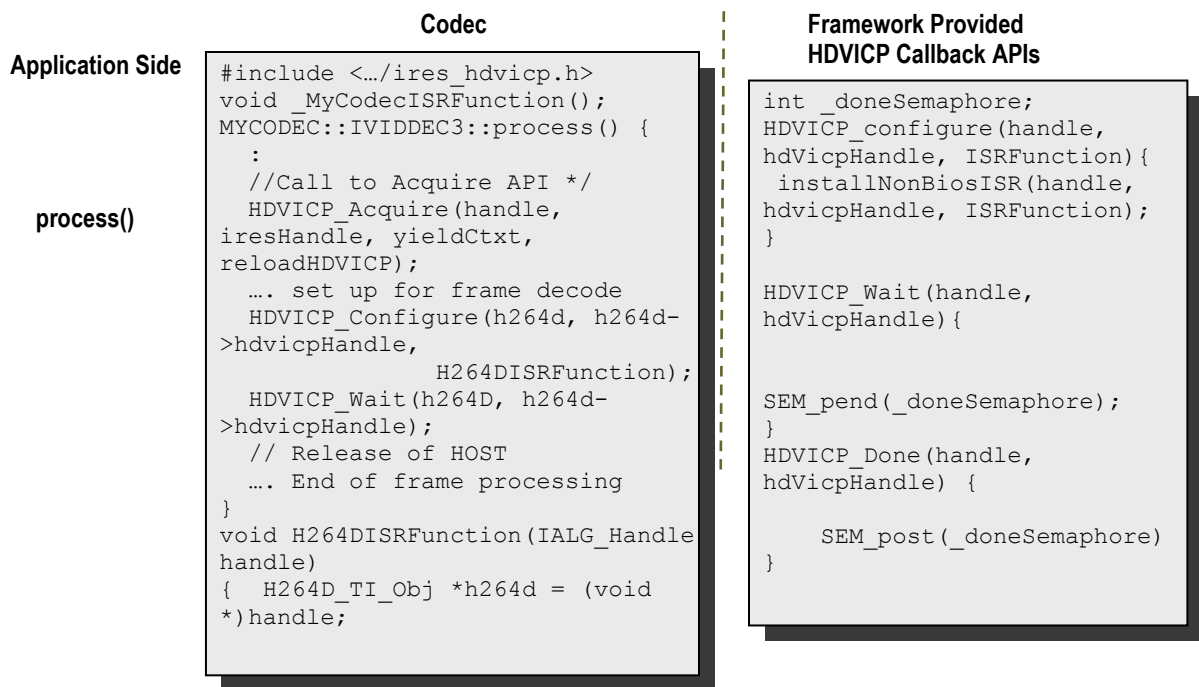 Codec
Framework Provided
HDVICP Callback APIs
Application Side
process()
#include <…/ires_hdvicp.h>
void _MyCodecISRFunction();
MYCODEC::IVIDDEC3::process() {
:
//Call to Acquire API */
HDVICP_Acquire(handle,
iresHandle, yieldCtxt,
reloadHDVICP);
…. set up for frame decode
HDVICP_Configure(h264d, h264d-
>hdvicpHandle,
H264DISRFunction);
HDVICP_Wait(h264D, h264d-
>hdvicpHandle);
// Release of HOST
…. End of frame processing
}
void H264DISRFunction(IALG_Handle
handle)
{ H264D_TI_Obj *h264d = (void
*)handle;
int _doneSemaphore;
HDVICP_configure(handle,
hdVicpHandle, ISRFunction){
installNonBiosISR(handle,
hdvicpHandle, ISRFunction);
}
HDVICP_Wait(handle,
hdVicpHandle){
SEM_pend(_doneSemaphore);
}
HDVICP_Done(handle,
hdVicpHandle) {
SEM_post(_doneSemaphore)
}